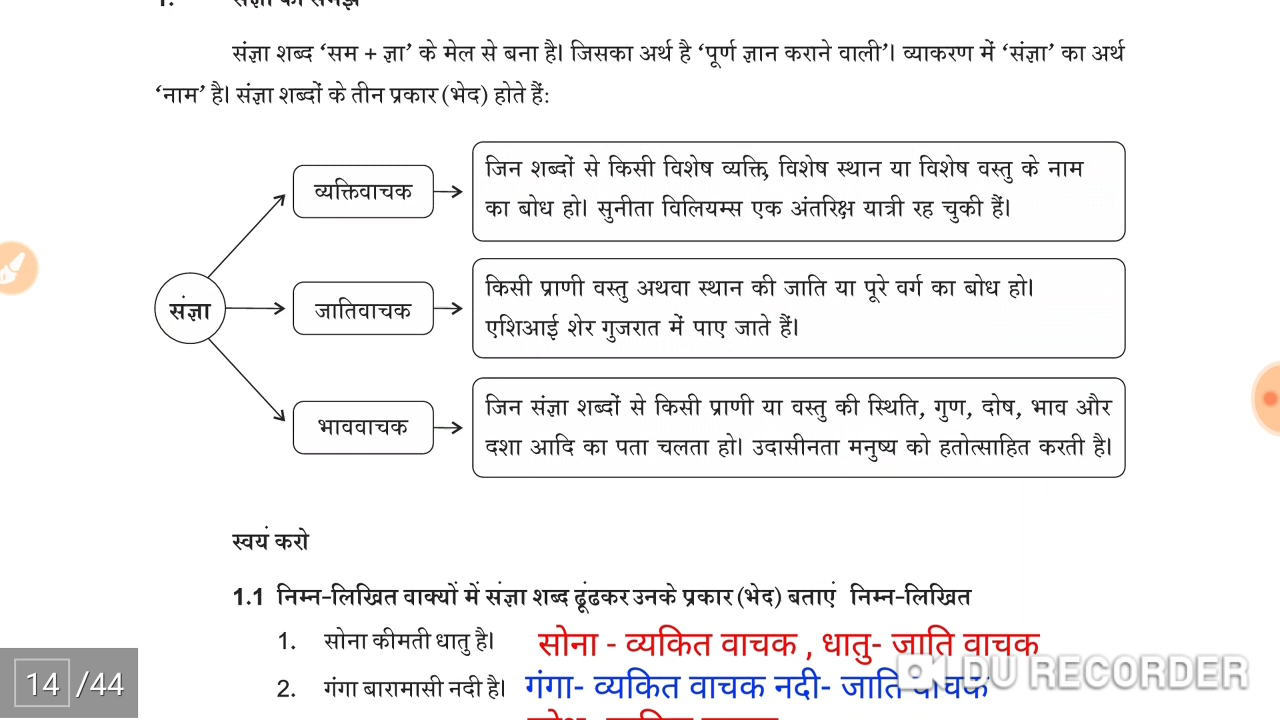 1. संज्ञा की समझ
संज्ञा शब्द ‘सम + ज्ञा’ के मेल से बना है। जिसका अर्थ है ‘पूर्ण ज्ञान कराने वाली’। व्याकरण में ‘संज्ञा’ का अर्थ
‘नाम’ है। संज्ञा शब्दों के तीन प्रकार (भेद) होते हैं:
संज्ञा
व्यक्तिवाचक
जिन शब्दों से किसी विशेष व्यक्ति, विशेष स्थान या विशेष वस्तु के नाम
का बोध हो। सुनीता विलियम्स एक अंतरिक्ष यात्री रह चुकी हैं।
जातिवाचक
किसी प्राणी वस्तु अथवा स्थान की जाति या पूरे वर्ग का बोध हो।
एशिआई शेर गुजरात में पाए जाते हैं।
भाववाचक
जिन संज्ञा शब्दों से किसी प्राणी या वस्तु की स्थिति, गुण, दोष, भाव और
दशा आदि का पता चलता हो। उदासीनता मनुष्य को हतोत्साहित करती है।
स्वयं करो
1.1 निम्न-लिखित वाक्यों में संज्ञा शब्द ढूंढकर उनके प्रकार (भेद) बताएं निम्न-लिखित
1. सोना कीमती धातु है। सोना - व्यकित वाचक , धातु- जाति वाचक
2. गंगा बारामासी नदी है। गंगा- व्यकित वाचक नदी- जाति वाचक
14 /44
DU RECORDER